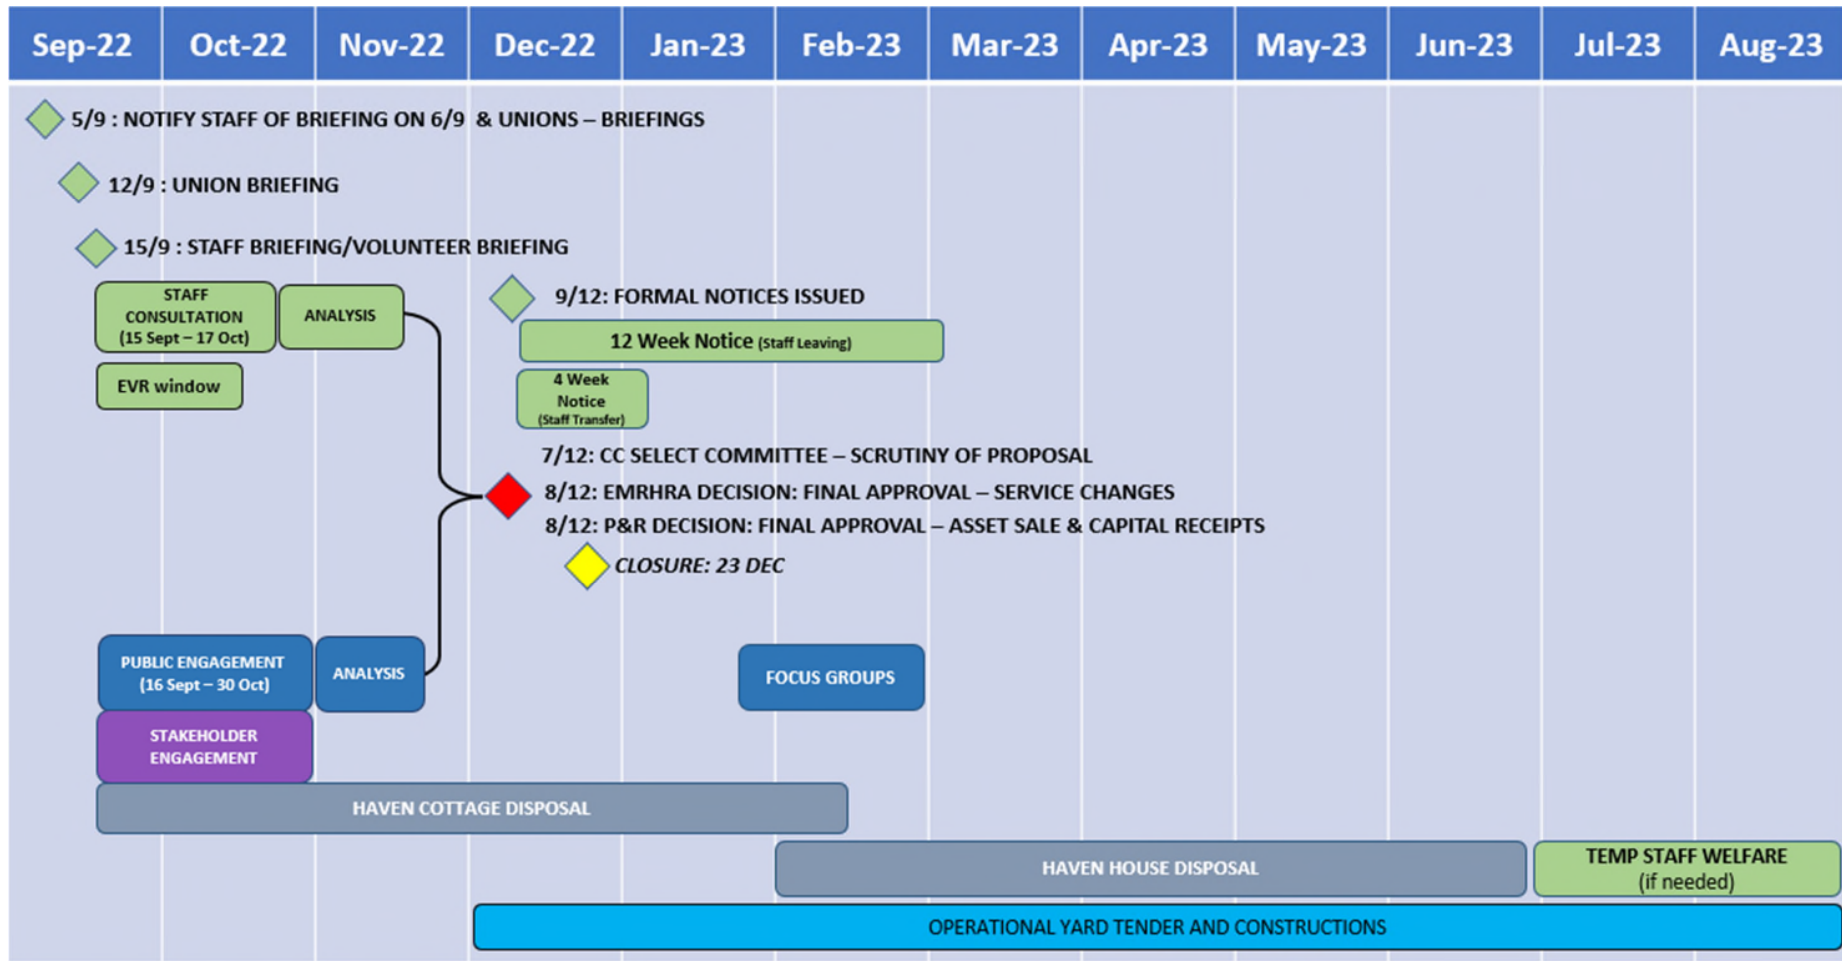 Sep-22 Oct-22 Nov-22 Dec-22 Jan-23 Feb-23 Mar-23 Apr-23 May-23 Jun-23 Jul-23 Aug-23
5/9 : NOTIFY STAFF OF BRIEFING ON 6/9 & UNIONS – BRIEFINGS
12/9 : UNION BRIEFING
15/9 : STAFF BRIEFING/VOLUNTEER BRIEFING
STAFF
CONSULTATION
(15 Sept – 17 Oct)
ANALYSIS
9/12: FORMAL NOTICES ISSUED
12 Week Notice (Staff Leaving)
EVR window
4 Week
Notice
(Staff Transfer)
7/12: CC SELECT COMMITTEE – SCRUTINY OF PROPOSAL
8/12: EMRHRA DECISION: FINAL APPROVAL – SERVICE CHANGES
8/12: P&R DECISION: FINAL APPROVAL – ASSET SALE & CAPITAL RECEIPTS
CLOSURE: 23 DEC
PUBLIC ENGAGEMENT
(16 Sept – 30 Oct)
ANALYSIS
FOCUS GROUPS
STAKEHOLDER
ENGAGEMENT
HAVEN COTTAGE DISPOSAL
HAVEN HOUSE DISPOSAL
TEMP STAFF WELFARE
(if needed)
OPERATIONAL YARD TENDER AND CONSTRUCTIONS